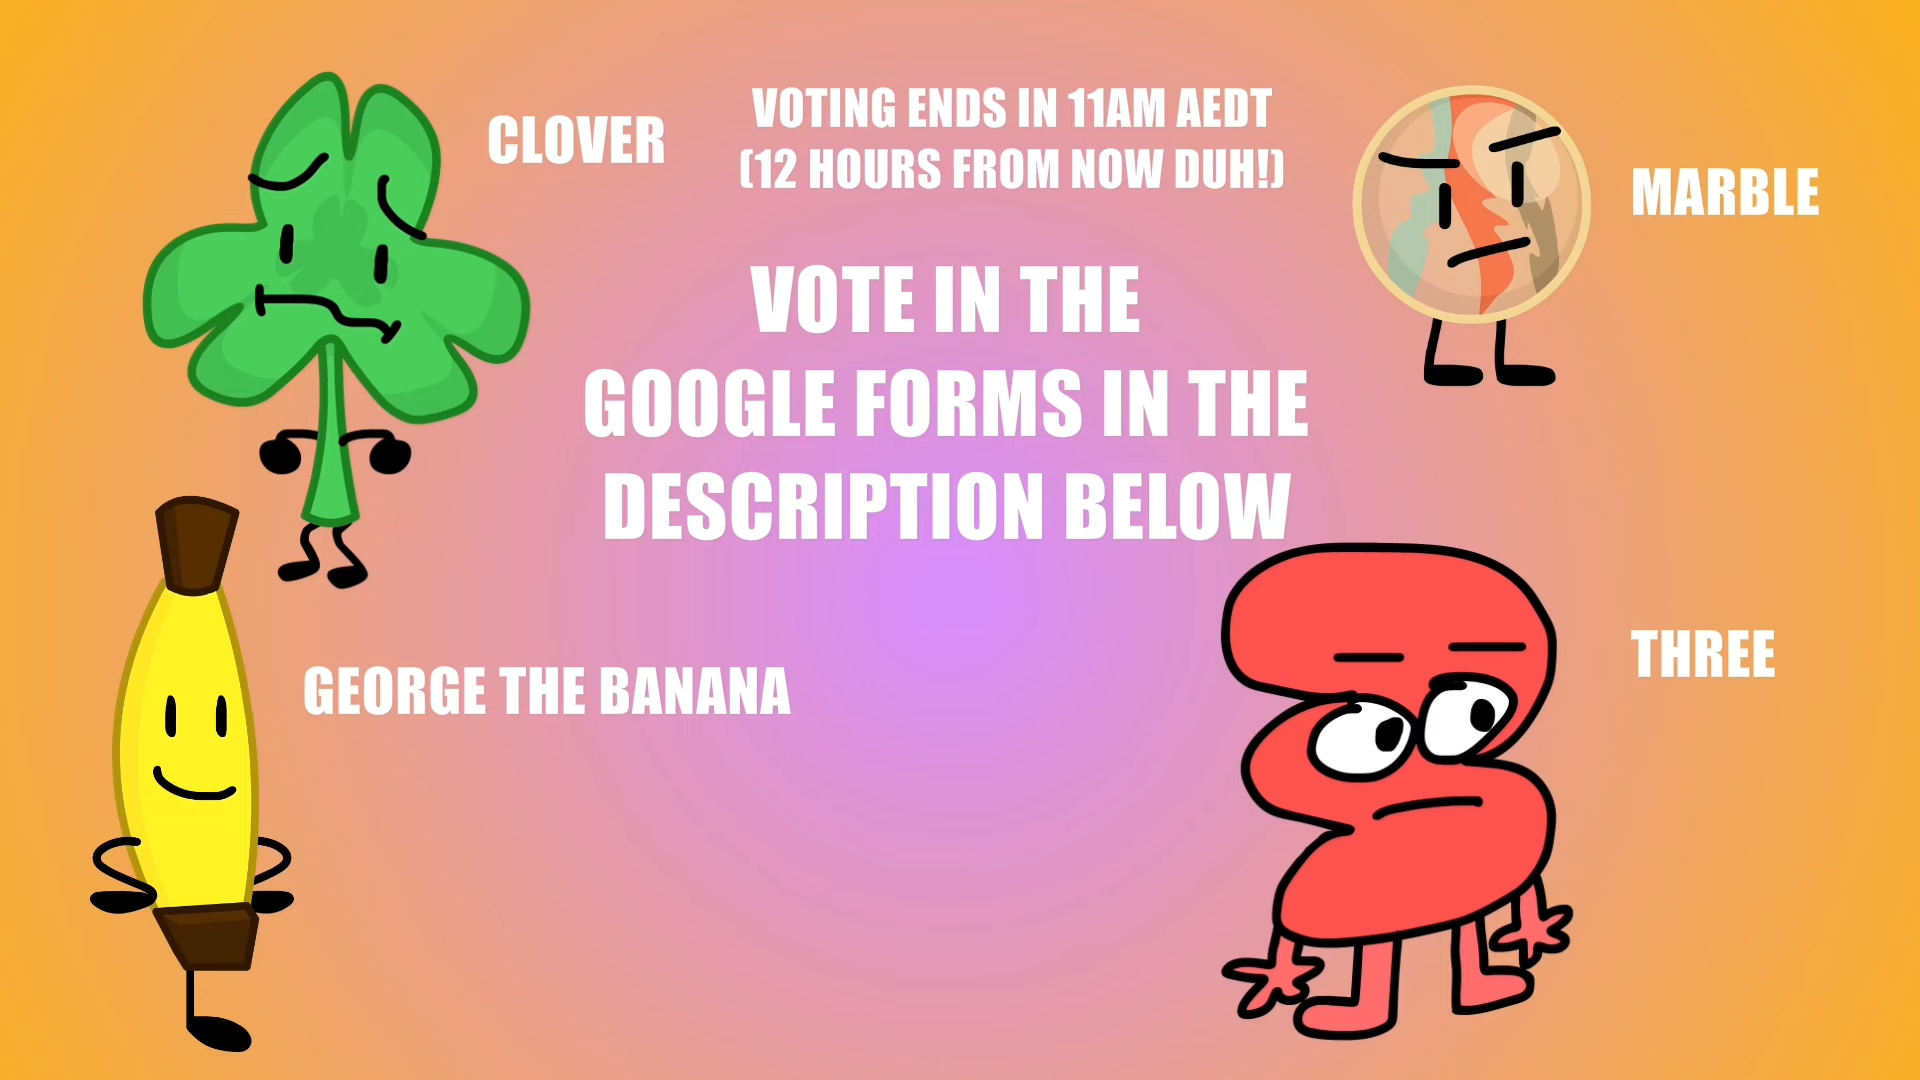 CLOVER
VOTING ENDS IN 11AM AEDT
(12 HOURS FROM NOW DUH!)
MARBLE
VOTE IN THE
GOOGLE FORMS IN THE
DESCRIPTION BELOW
GEORGE THE BANANA
THREE